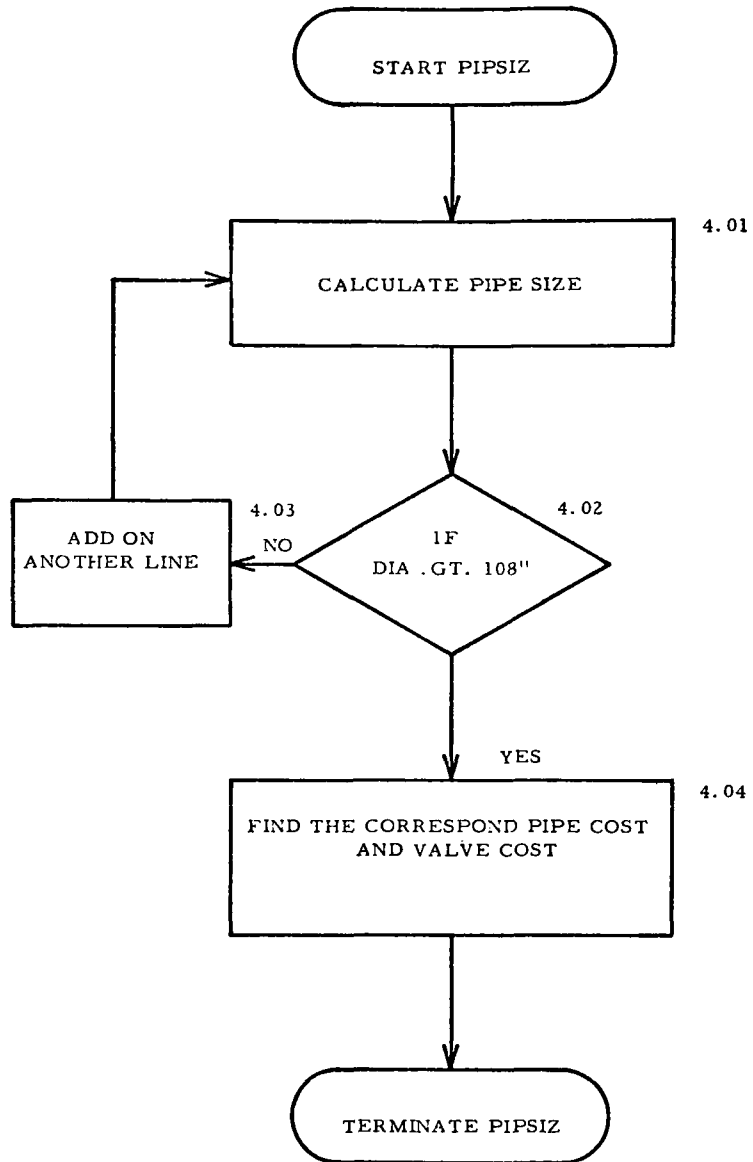 START PIPSIZ
4.01
CALCULATE PIPE SIZE
4.03
4.02
ADD ON
ANOTHER LINE
NO
IF
DIA .GT. 108"
YES
4.04
FIND THE CORRESPOND PIPE COST
AND VALVE COST
TERMINATE PIPSIZ